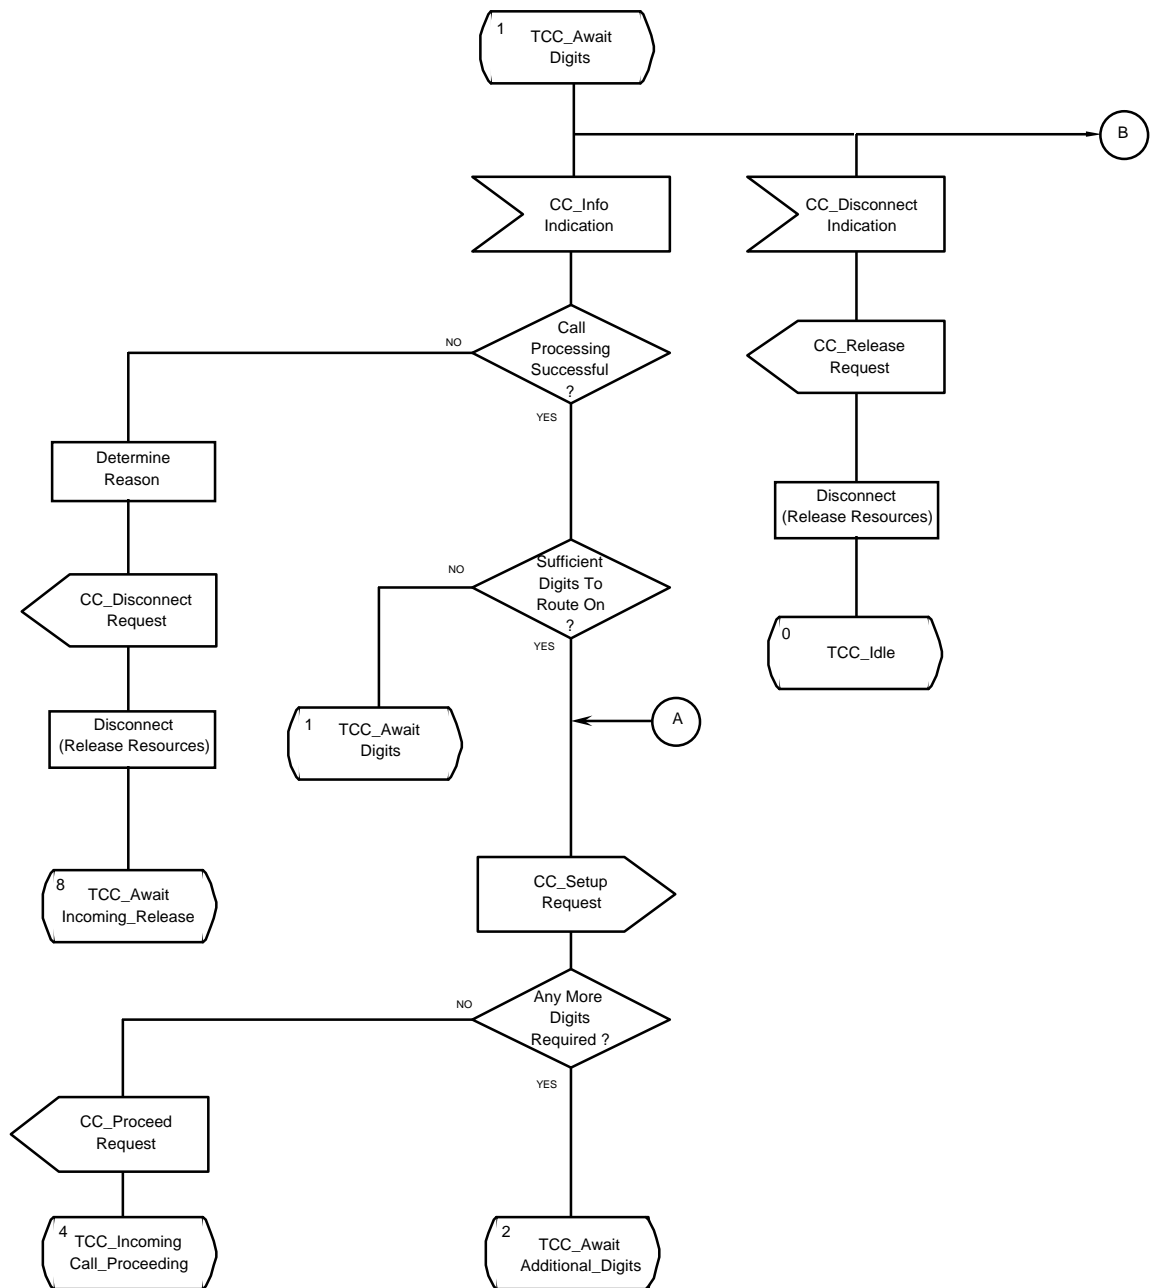 1
TCC_Await
Digits
B
CC_Info
Indication
CC_Disconnect
Indication
Call
Processing
Successful
?
NO
YES
CC_Release
Request
Determine
Reason
Disconnect
(Release Resources)
Sufficient
Digits To
Route On
?
NO
YES
CC_Disconnect
Request
0
TCC_Idle
Disconnect
(Release Resources)
1
TCC_Await
Digits
A
8
TCC_Await
Incoming_Release
CC_Setup
Request
Any More
Digits
Required ?
NO
YES
CC_Proceed
Request
4
TCC_Incoming
Call_Proceeding
2
TCC_Await
Additional_Digits